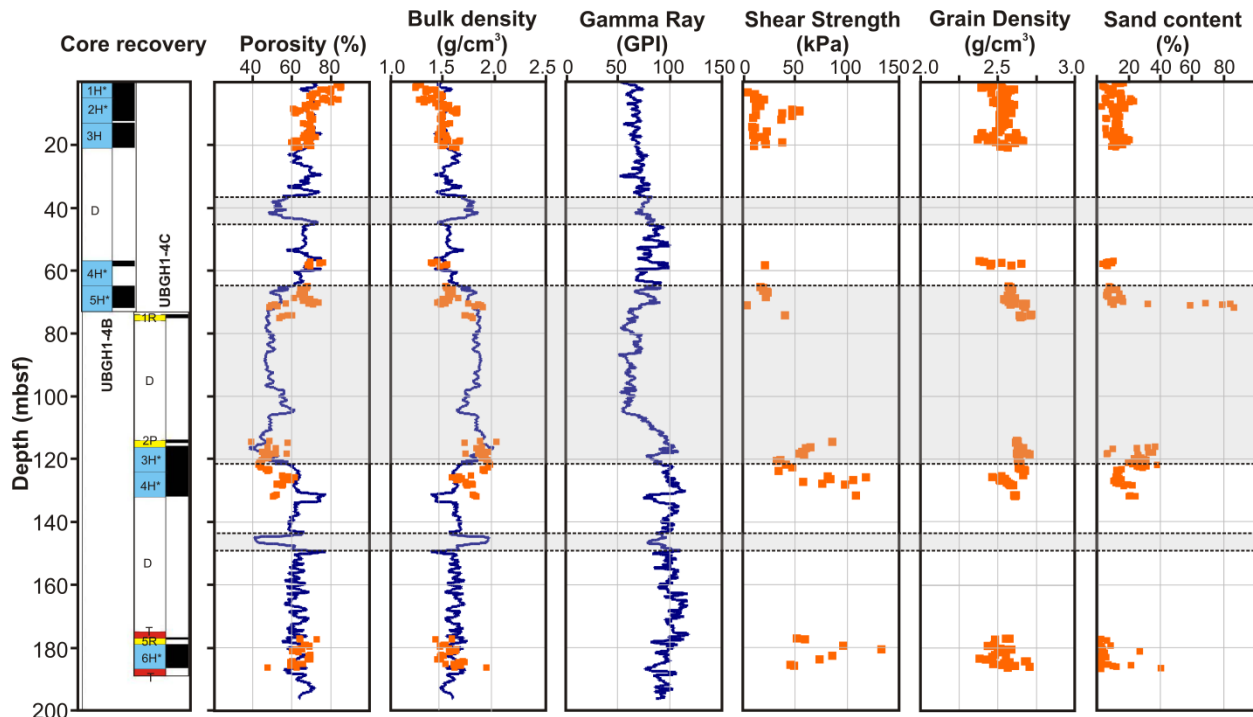 Core recovery
Porosity (%)
Bulk density
(g/cm³)
Gamma Ray
(GPI)
Shear Strength
(kPa)
Grain Density
(g/cm³)
Sand content
(%)
40 60 80
1.0 1.5 2.0 2.5
0 50 100 150
0 50 100 150
2.0 2.5 3.0
0 20 40 60 80
Depth (mbsf)
20
40
60
80
100
120
140
160
180
200
1H*
2H*
3H
D
4H*
5H*
UBGH1-4B
UBGH1-4C
1R
D
2P
3H*
4H*
D
T
5R
6H*
T